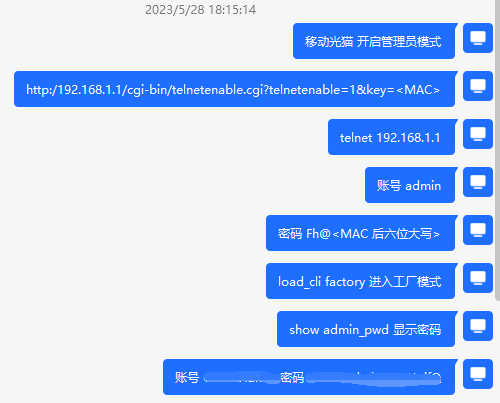 2023/5/28 18:15:14
移动光猫 开启管理员模式
http:/192.168.1.1/cgi-bin/telnetenable.cgi?telnetenable=1&key=<MAC>
telnet 192.168.1.1
账号 admin
密码 Fh@<MAC 后六位大写>
load_cli factory 进入工厂模式
show admin_pwd 显示密码
账号 密码